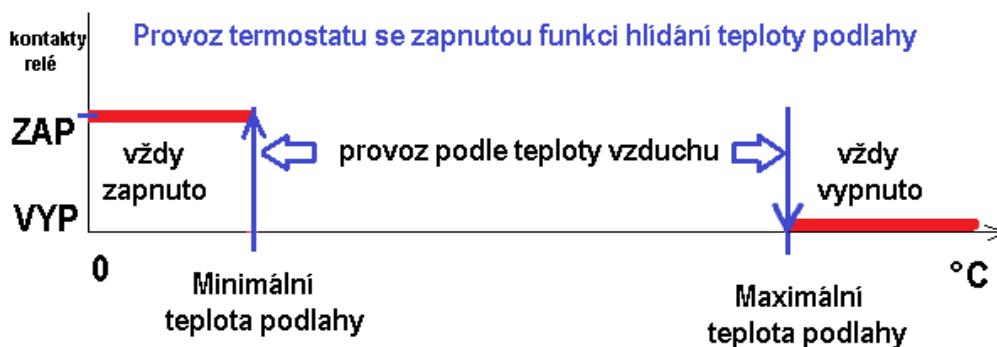 kontakty
relé
Provoz termostatu se zapnutou funkci hlídání teploty podlahy
ZAP
vždy
zapnuto
provoz podle teploty vzduchu
vždy
vypnuto
VYP
0
°C
Minimální
teplota podlahy
Maximální
teplota podlahy